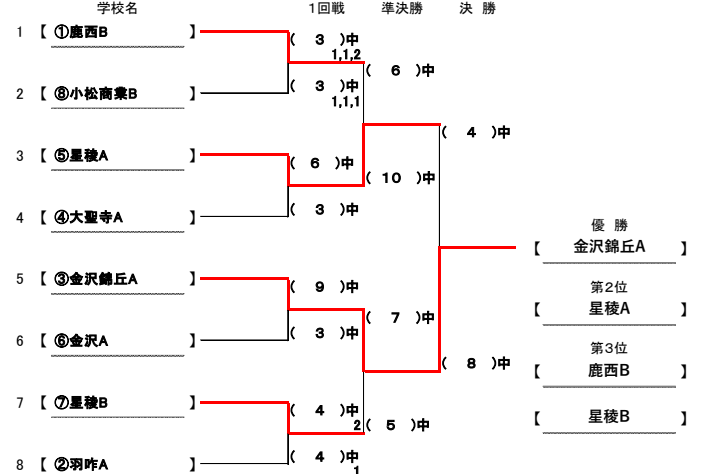 学校名 1回戦 準決勝 決 勝
1 【 ①鹿西B 】
( 3 )中
1,1,2
( 6 )中
2 【 ⑧小松商業B 】
( 3 )中
1,1,1
( 4 )中
3 【 ⑤星稜A 】
( 6 )中
( 10 )中
4 【 ④大聖寺A 】
( 3 )中
優 勝
【 金沢錦丘A 】
5 【 ③金沢錦丘A 】
( 9 )中
第2位
【 星稜A 】
( 7 )中
6 【 ⑥金沢A 】
( 3 )中
第3位
( 8 )中
【 鹿西B 】
7 【 ⑦星稜B 】
( 4 )中
2
( 5 )中
【 星稜B 】
8 【 ②羽咋A 】
( 4 )中
1